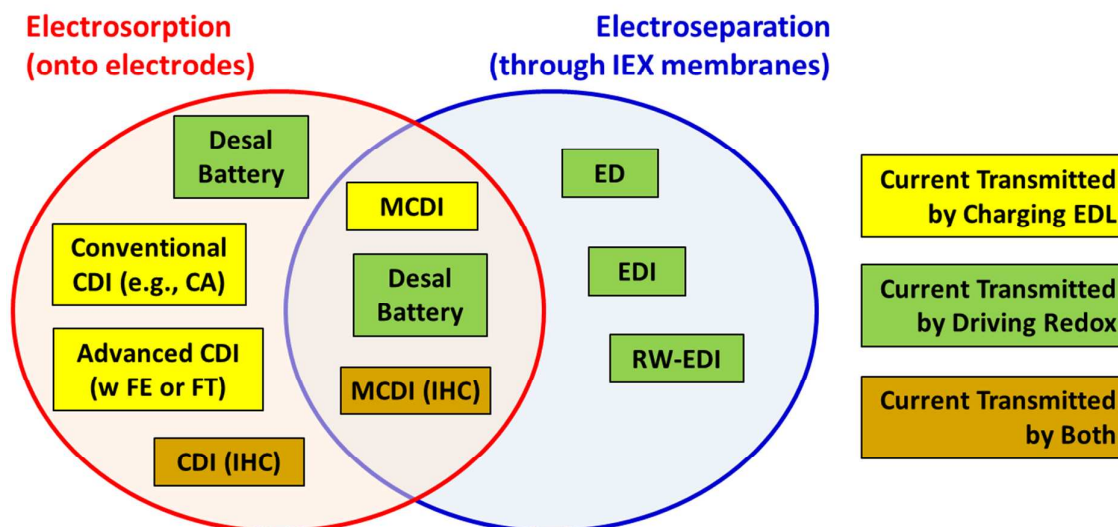 Electrosorption
(onto electrodes)
Electroseparation
(through IEX membranes)
Desal
Battery
Conventional
CDI (e.g., CA)
Advanced CDI
(w FE or FT)
CDI (IHC)
MCDI
Desal
Battery
MCDI (IHC)
ED
EDI
RW-EDI
Current Transmitted
by Charging EDL
Current Transmitted
by Driving Redox
Current Transmitted
by Both